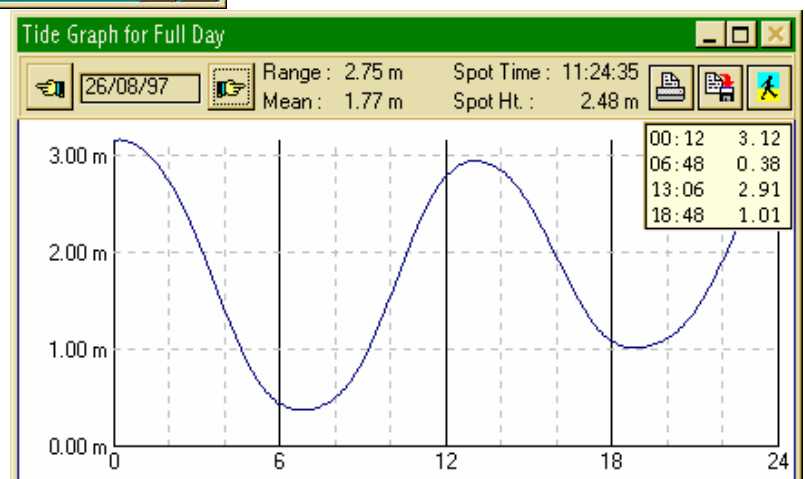 Tide Graph for Full Day
26/08/97
Range : 2.75 m Spot Time : 11:24:35
Mean : 1.77 m Spot Ht. : 2.48 m
00:12 3.12
06:48 0.38
13:06 2.91
18:48 1.01
3.00 m
2.00 m
1.00 m
0.00 m
0 6 12 18 24